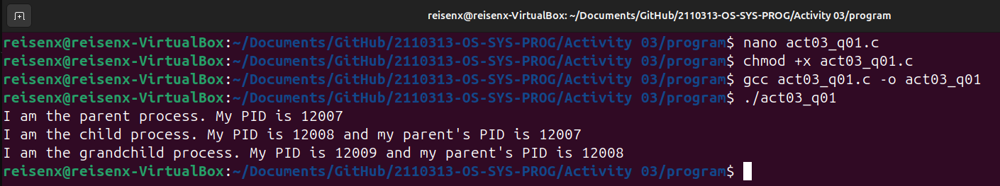 reisenx@reisenx-VirtualBox: ~/Documents/GitHub/2110313-OS-SYS-PROG/Activity 03/program
reisenx@reisenx-VirtualBox:~/Documents/GitHub/2110313-OS-SYS-PROG/Activity 03/program$ nano act03_q01.c
reisenx@reisenx-VirtualBox:~/Documents/GitHub/2110313-OS-SYS-PROG/Activity 03/program$ chmod +x act03_q01.c
reisenx@reisenx-VirtualBox:~/Documents/GitHub/2110313-OS-SYS-PROG/Activity 03/program$ gcc act03_q01.c -o act03_q01
reisenx@reisenx-VirtualBox:~/Documents/GitHub/2110313-OS-SYS-PROG/Activity 03/program$ ./act03_q01
I am the parent process. My PID is 12007
I am the child process. My PID is 12008 and my parent's PID is 12007
I am the grandchild process. My PID is 12009 and my parent's PID is 12008
reisenx@reisenx-VirtualBox:~/Documents/GitHub/2110313-OS-SYS-PROG/Activity 03/program$